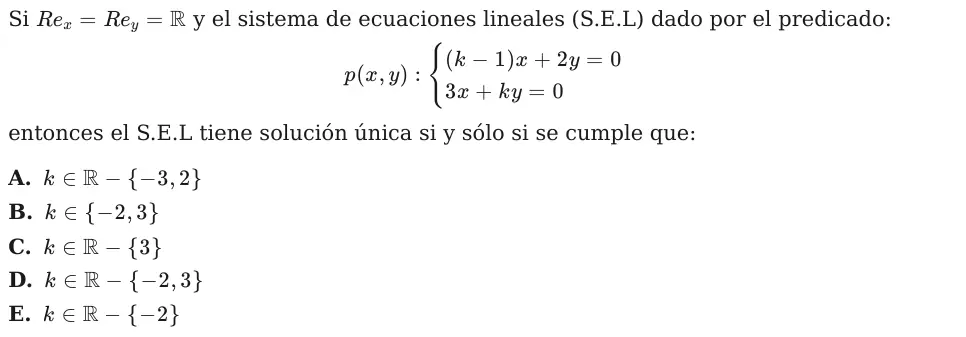 Si $Re_x = Re_y = \mathbb{R}$ y el sistema de ecuaciones lineales (S.E.L) dado por el predicado:
$p(x, y) : \begin{cases} (k-1)x + 2y = 0 \\ 3x + ky = 0 \end{cases}$
entonces el S.E.L tiene solución única si y sólo si se cumple que:
A. $k \in \mathbb{R} - \{-3, 2\}$
B. $k \in \{-2, 3\}$
C. $k \in \mathbb{R} - \{3\}$
D. $k \in \mathbb{R} - \{-2, 3\}$
E. $k \in \mathbb{R} - \{-2\}$